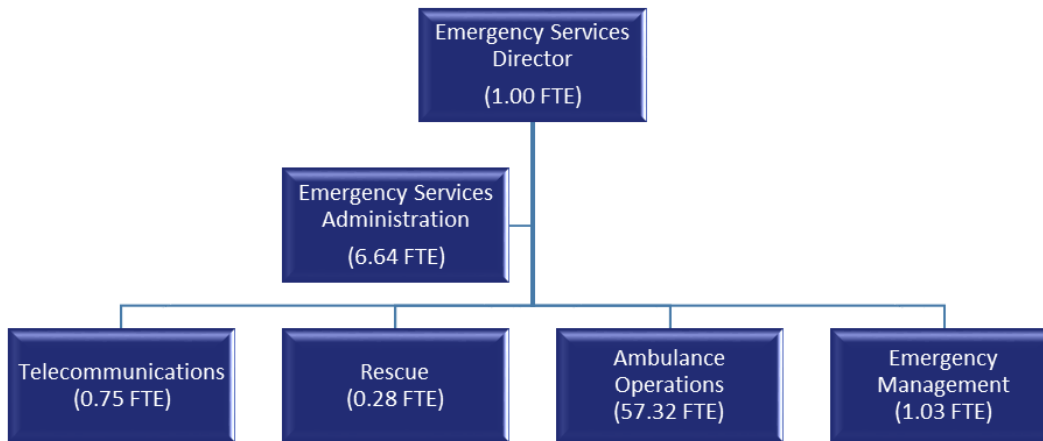 Emergency Services
Director
(1.00 FTE)
Emergency Services
Administration
(6.64 FTE)
Telecommunications
(0.75 FTE)
Rescue
(0.28 FTE)
Ambulance
Operations
(57.32 FTE)
Emergency
Management
(1.03 FTE)